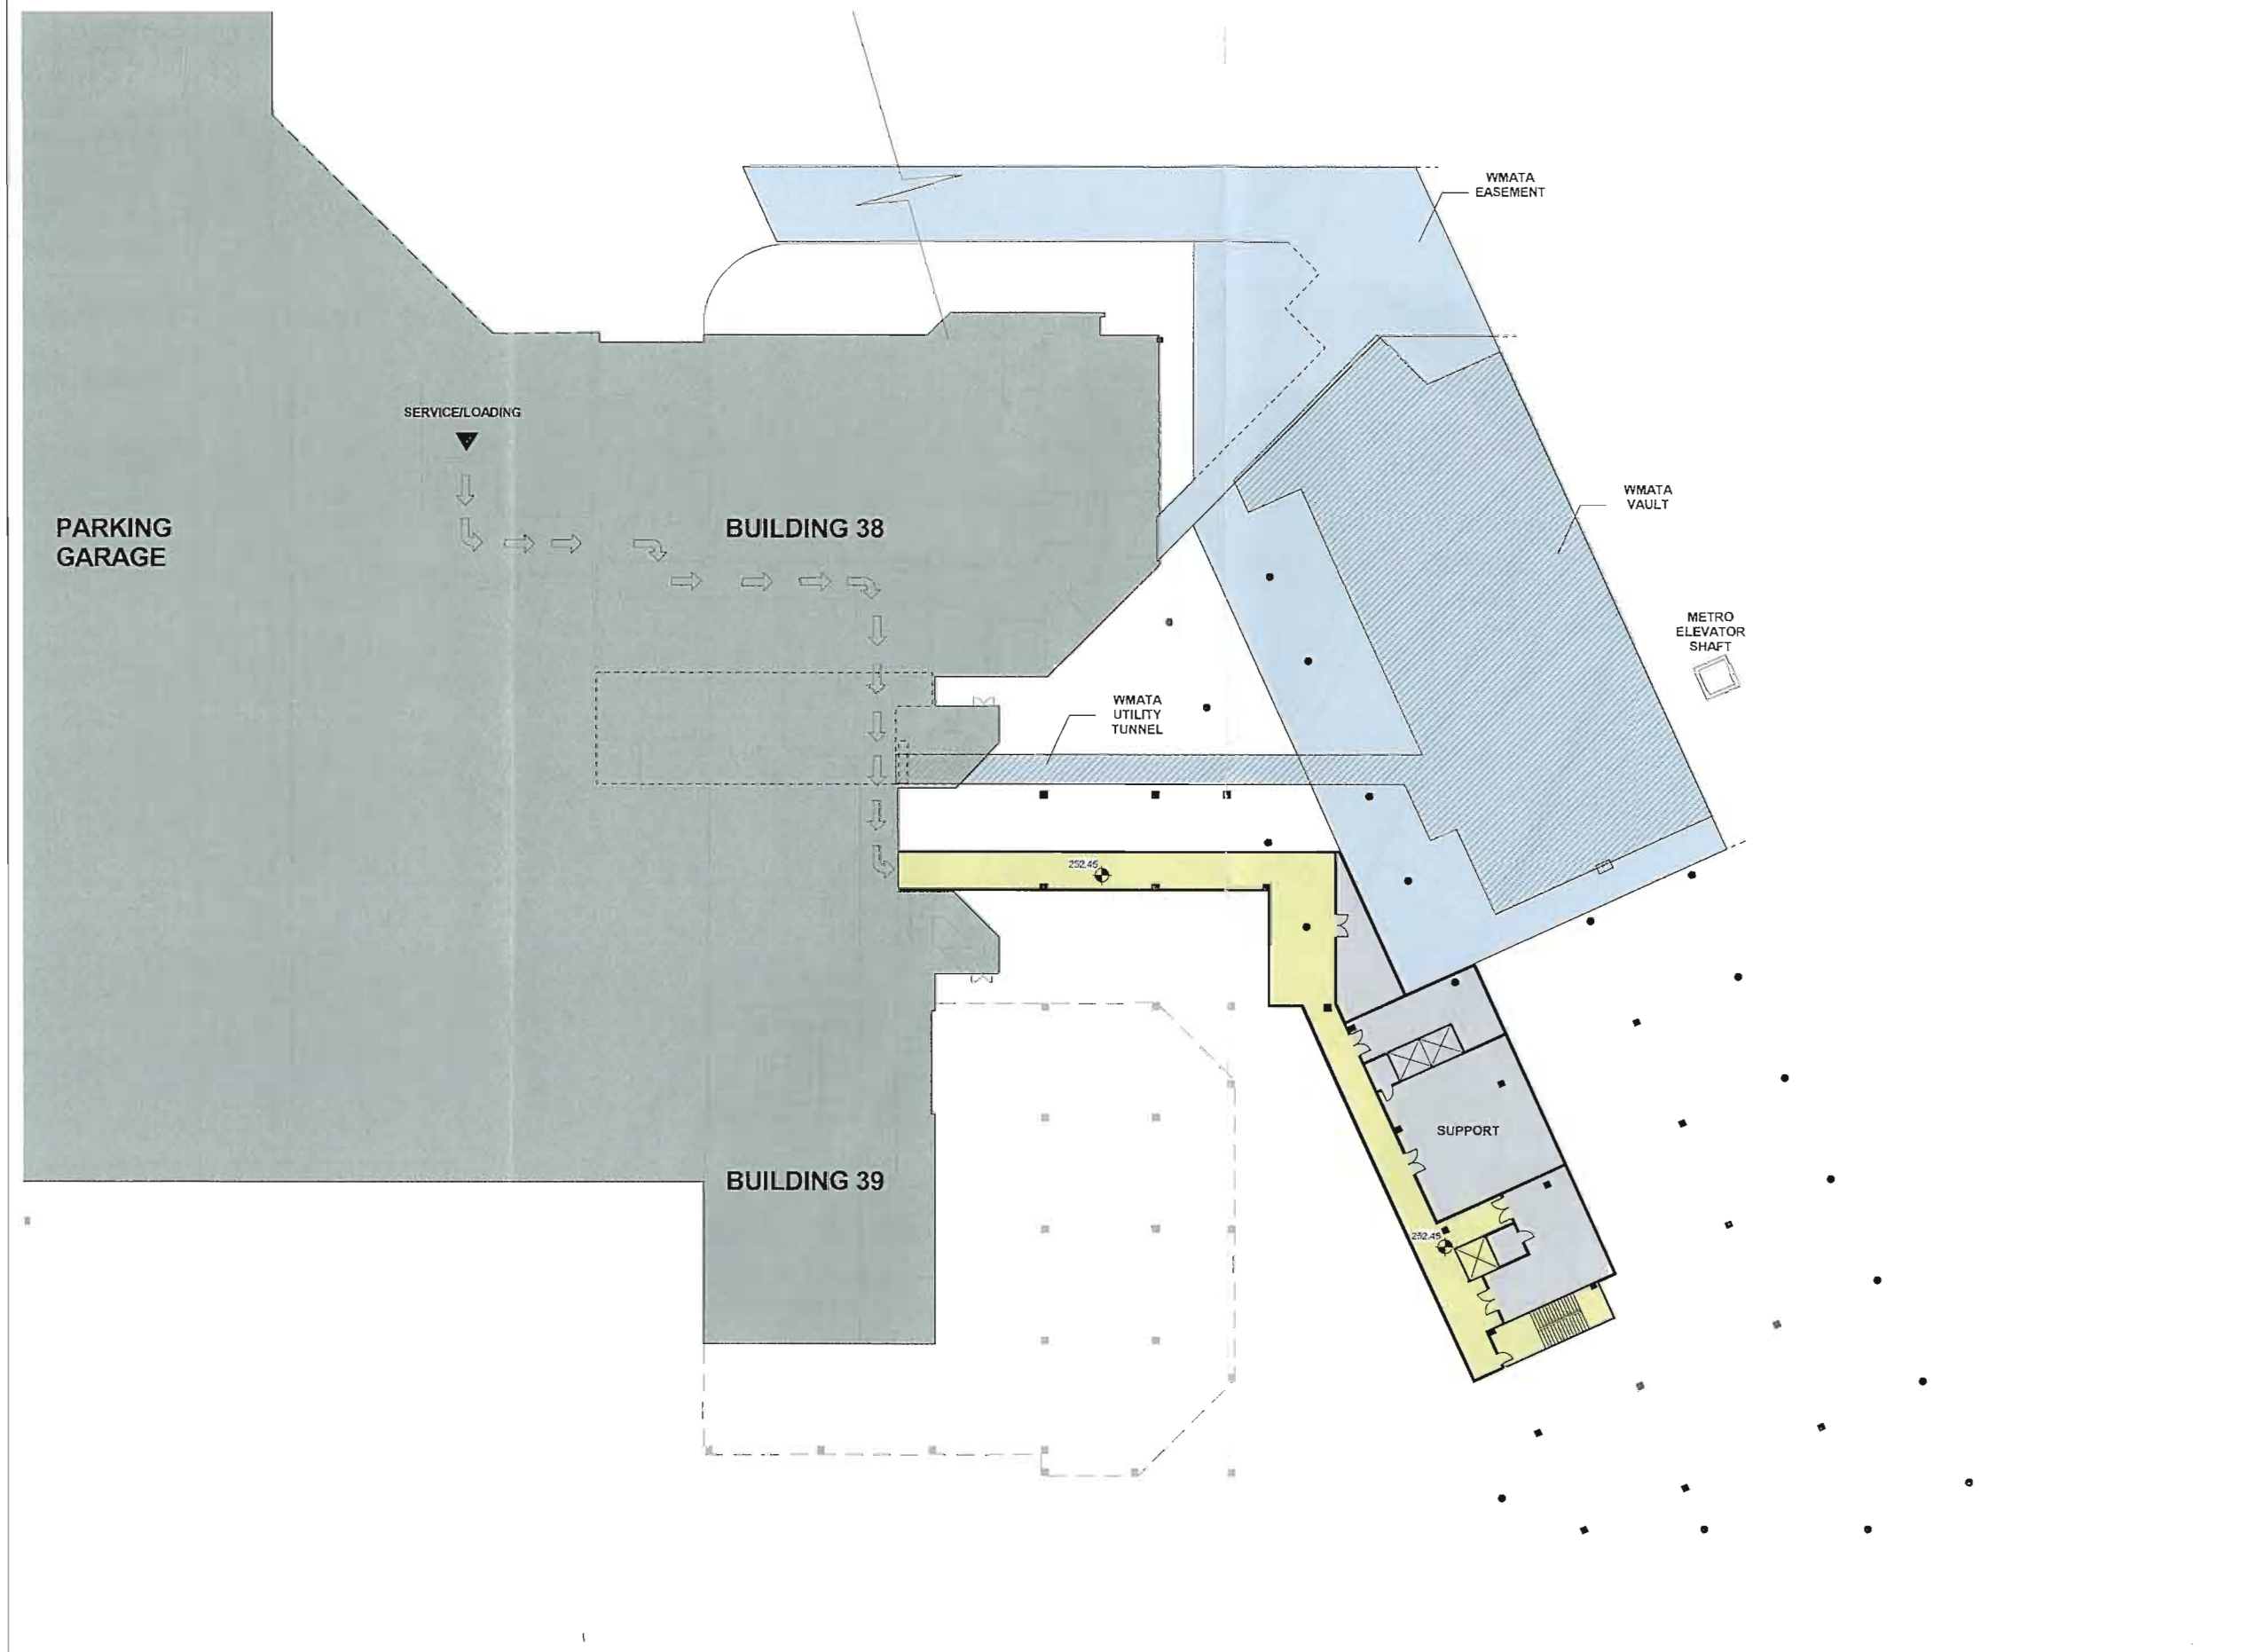 WMATA
EASEMENT
SERVICE/LOADING
WMATA
VAULT
PARKING
GARAGE
BUILDING 38
METRO
ELEVATOR
SHAFT
WMATA
UTILITY
TUNNEL
252.45
SUPPORT
BUILDING 39
252.45